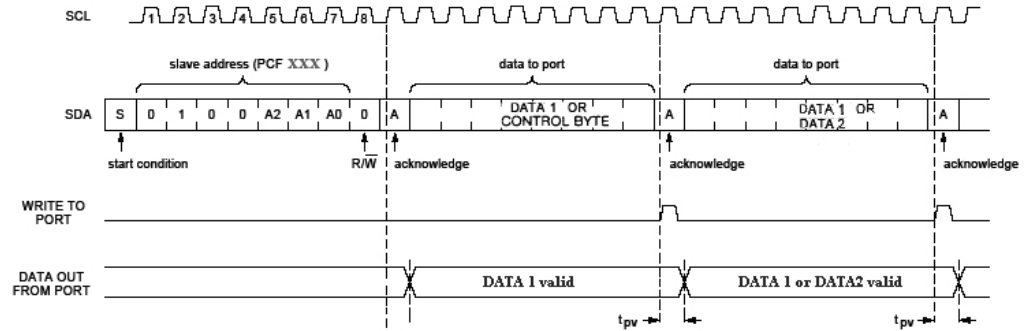 SCL
1 2 3 4 5 6 7 8
slave address (PCF XXX )
data to port
data to port
SDA
S 0 1 0 0 A2 A1 A0 0 A
DATA 1 OR
CONTROL BYTE
A
DATA 1 OR
DATA 2
A
start condition
R/W̅
acknowledge
acknowledge
acknowledge
WRITE TO
PORT
DATA OUT
FROM PORT
DATA 1 valid
DATA 1 or DATA2 valid
tpv
tpv